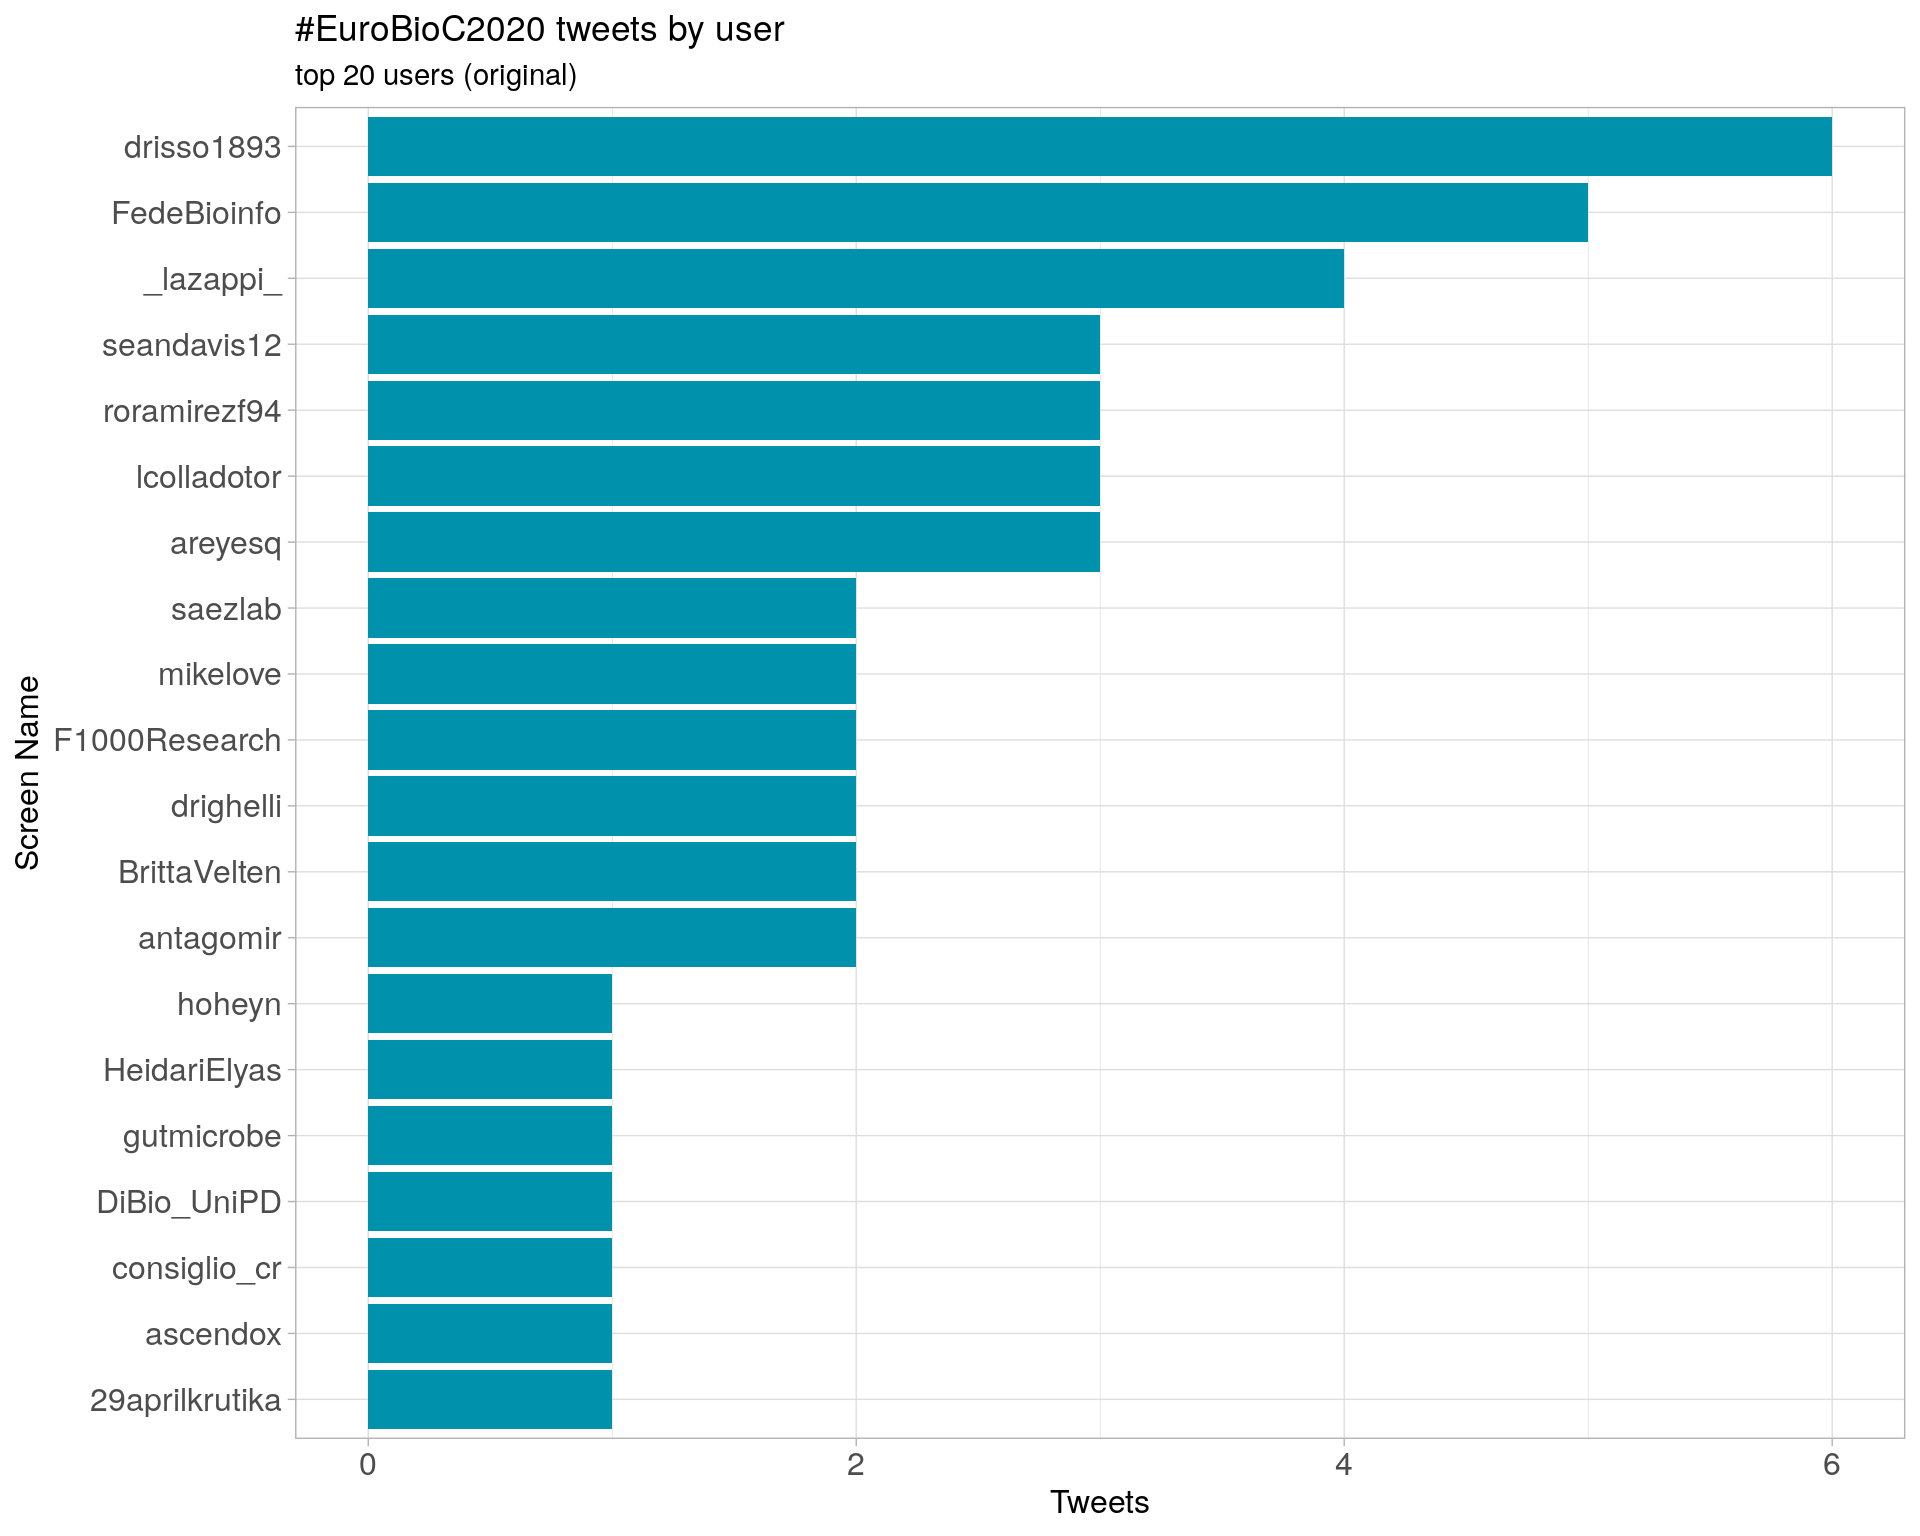 #EuroBioC2020 tweets by user
top 20 users (original)
Screen Name
drisso1893
FedeBioinfo
_lazappi_
seandavis12
roramirezf94
lcolladotor
areyesq
saezlab
mikelove
F1000Research
drighelli
BrittaVelten
antagomir
hoheyn
HeidariElyas
gutmicrobe
DiBio_UniPD
consiglio_cr
ascendox
29aprilkrutika
0 2 4 6
Tweets